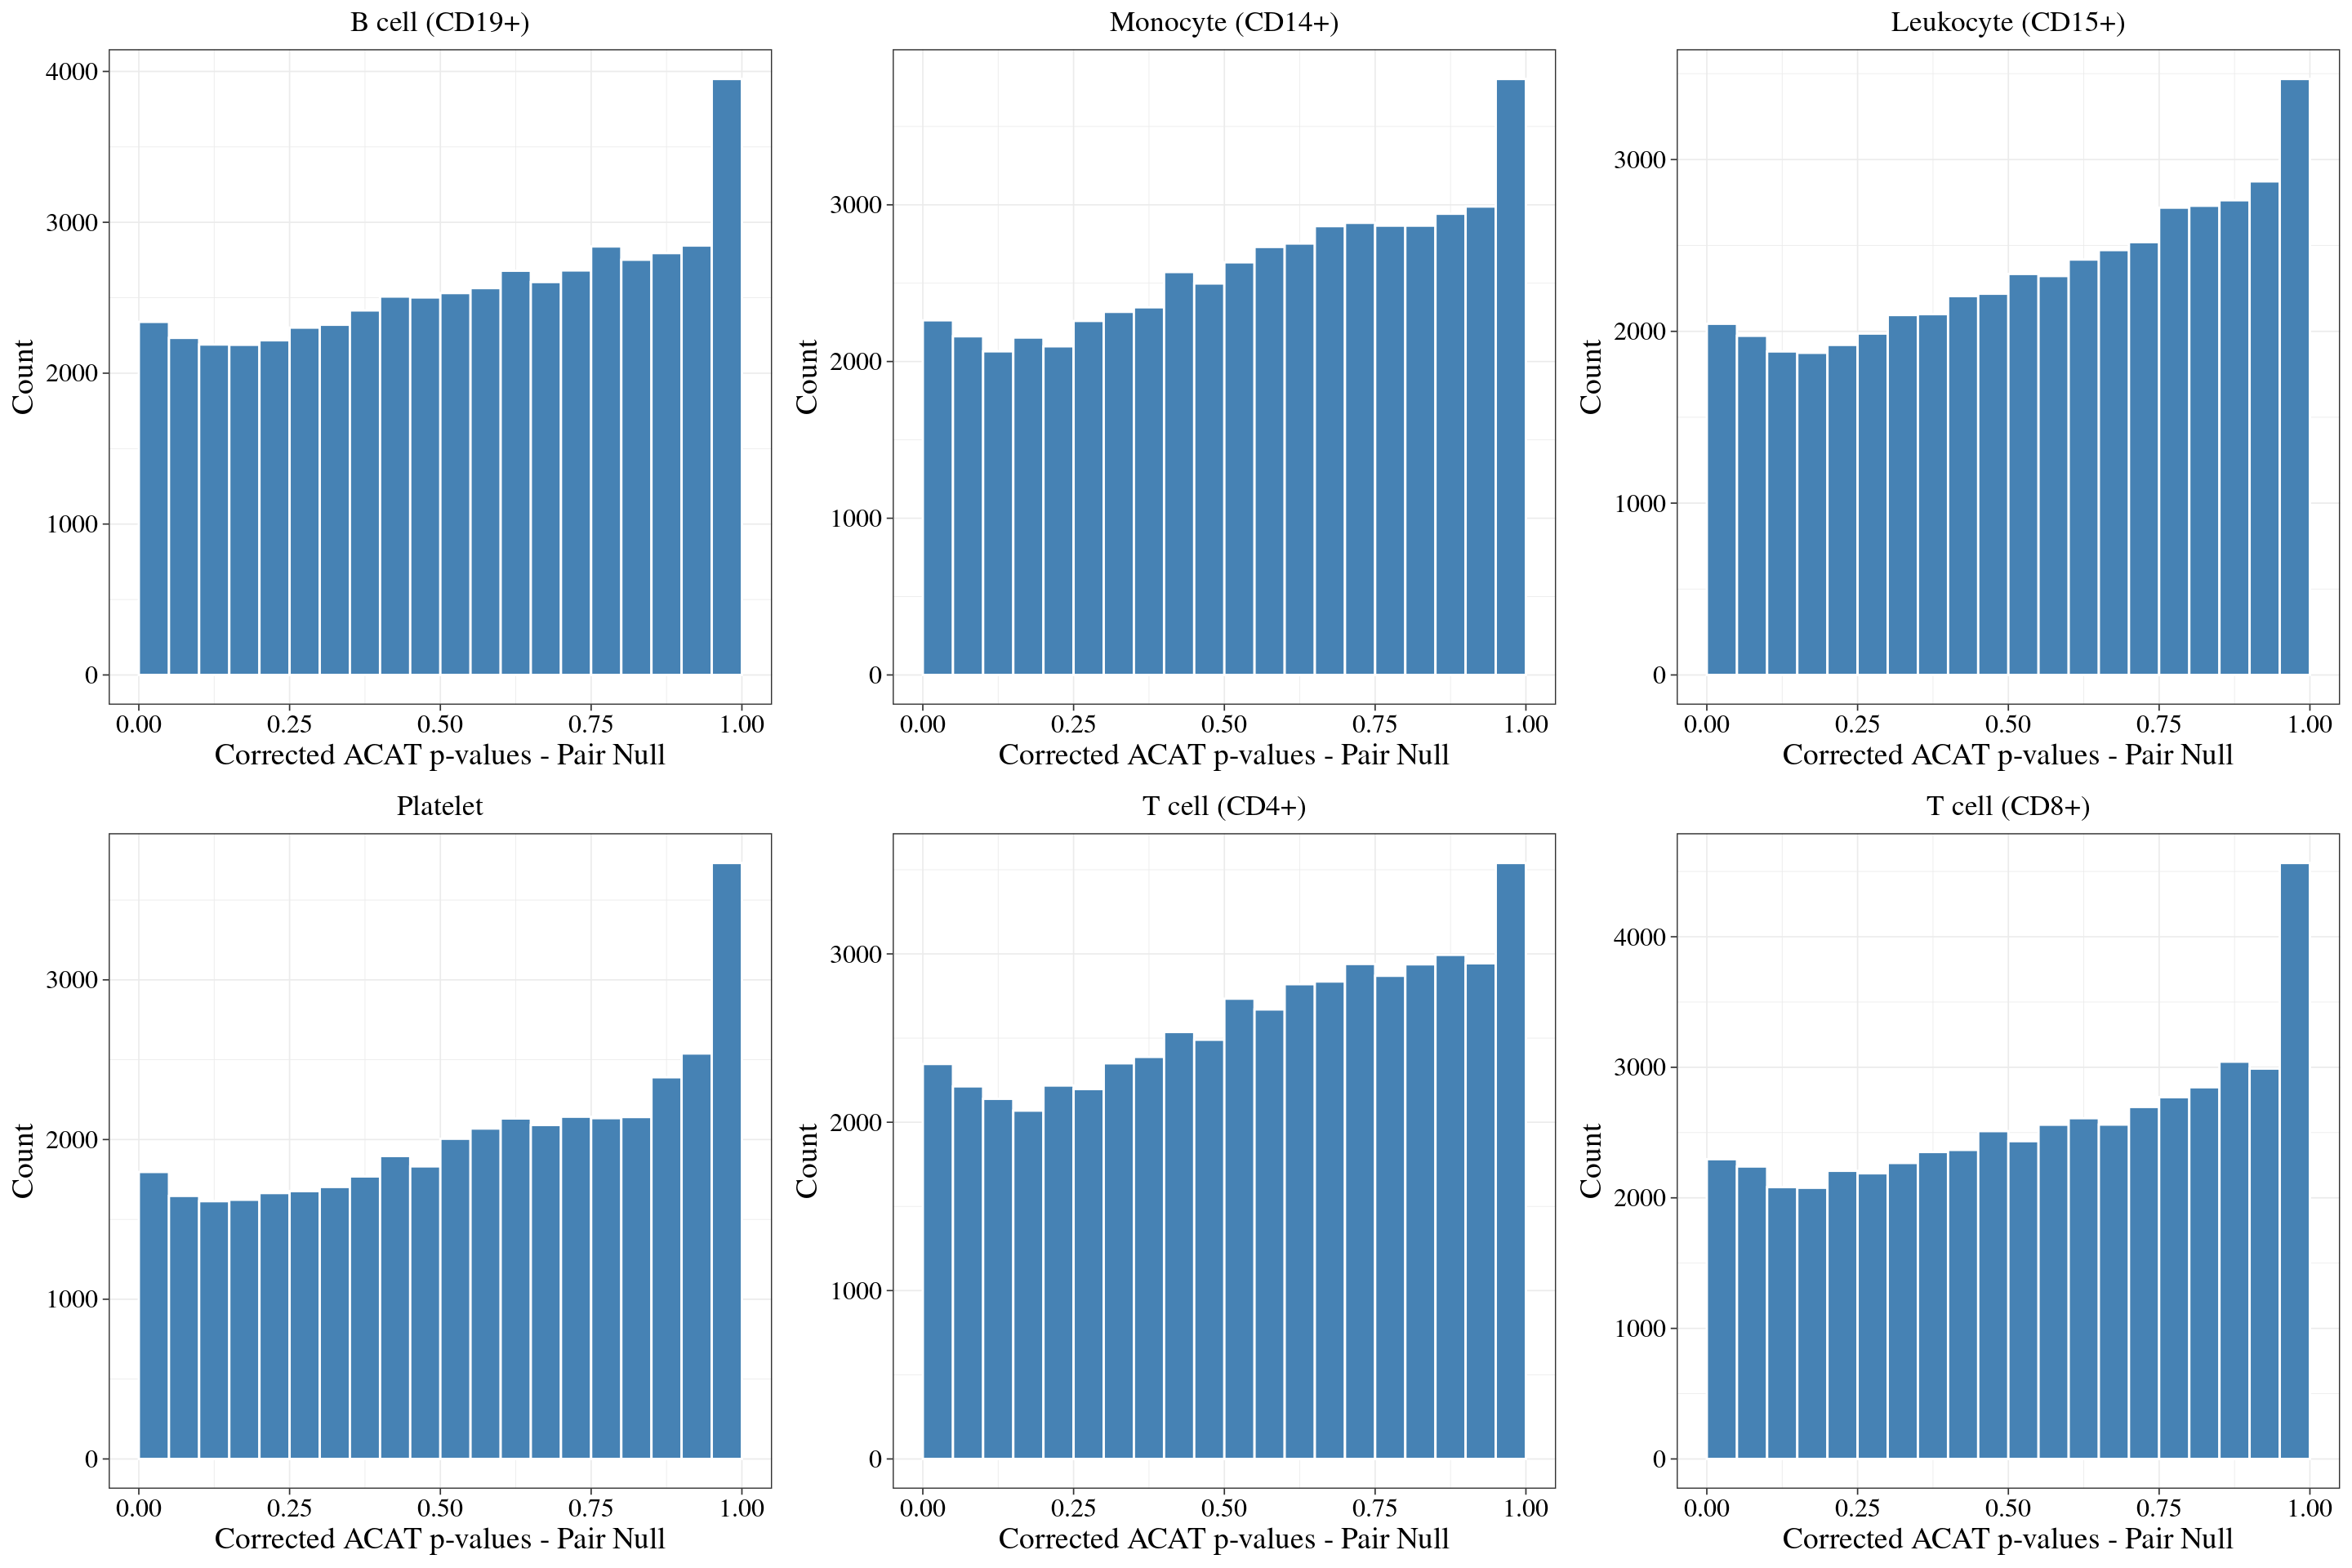 B cell (CD19+)
Count
4000
3000
2000
1000
0
0.00 0.25 0.50 0.75 1.00
Corrected ACAT p-values - Pair Null
Monocyte (CD14+)
Count
3000
2000
1000
0
0.00 0.25 0.50 0.75 1.00
Corrected ACAT p-values - Pair Null
Leukocyte (CD15+)
Count
3000
2000
1000
0
0.00 0.25 0.50 0.75 1.00
Corrected ACAT p-values - Pair Null
Platelet
Count
3000
2000
1000
0
0.00 0.25 0.50 0.75 1.00
Corrected ACAT p-values - Pair Null
T cell (CD4+)
Count
3000
2000
1000
0
0.00 0.25 0.50 0.75 1.00
Corrected ACAT p-values - Pair Null
T cell (CD8+)
Count
4000
3000
2000
1000
0
0.00 0.25 0.50 0.75 1.00
Corrected ACAT p-values - Pair Null